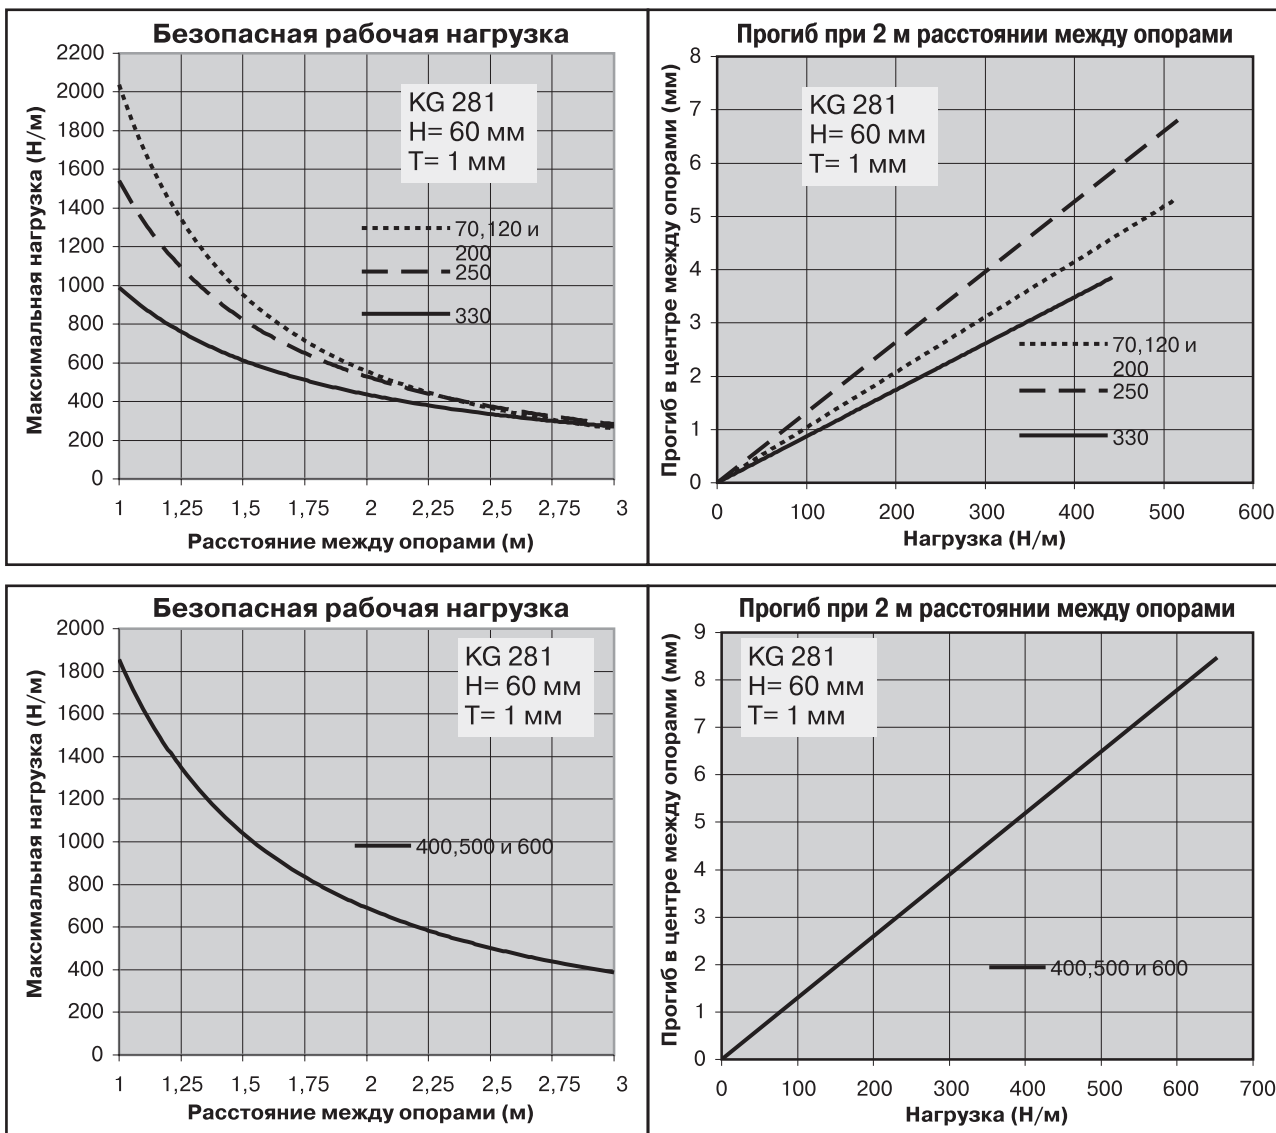 Безопасная рабочая нагрузка
Максимальная нагрузка (Н/м)
2200
2000
1800
1600
1400
1200
1000
800
600
400
200
0
KG 281
H= 60 мм
T= 1 мм
70,120 и
200
250
330
1 1,25 1,5 1,75 2 2,25 2,5 2,75 3
Расстояние между опорами (м)
Прогиб при 2 м расстоянии между опорами
Прогиб в центре между опорами (мм)
8
7
6
5
4
3
2
1
0
KG 281
H= 60 мм
T= 1 мм
70,120 и
200
250
330
0 100 200 300 400 500 600
Нагрузка (Н/м)
Безопасная рабочая нагрузка
Максимальная нагрузка (Н/м)
2000
1800
1600
1400
1200
1000
800
600
400
200
0
KG 281
H= 60 мм
T= 1 мм
400,500 и 600
1 1,25 1,5 1,75 2 2,25 2,5 2,75 3
Расстояние между опорами (м)
Прогиб при 2 м расстоянии между опорами
Прогиб в центре между опорами (мм)
9
8
7
6
5
4
3
2
1
0
KG 281
H= 60 мм
T= 1 мм
400,500 и 600
0 100 200 300 400 500 600 700
Нагрузка (Н/м)